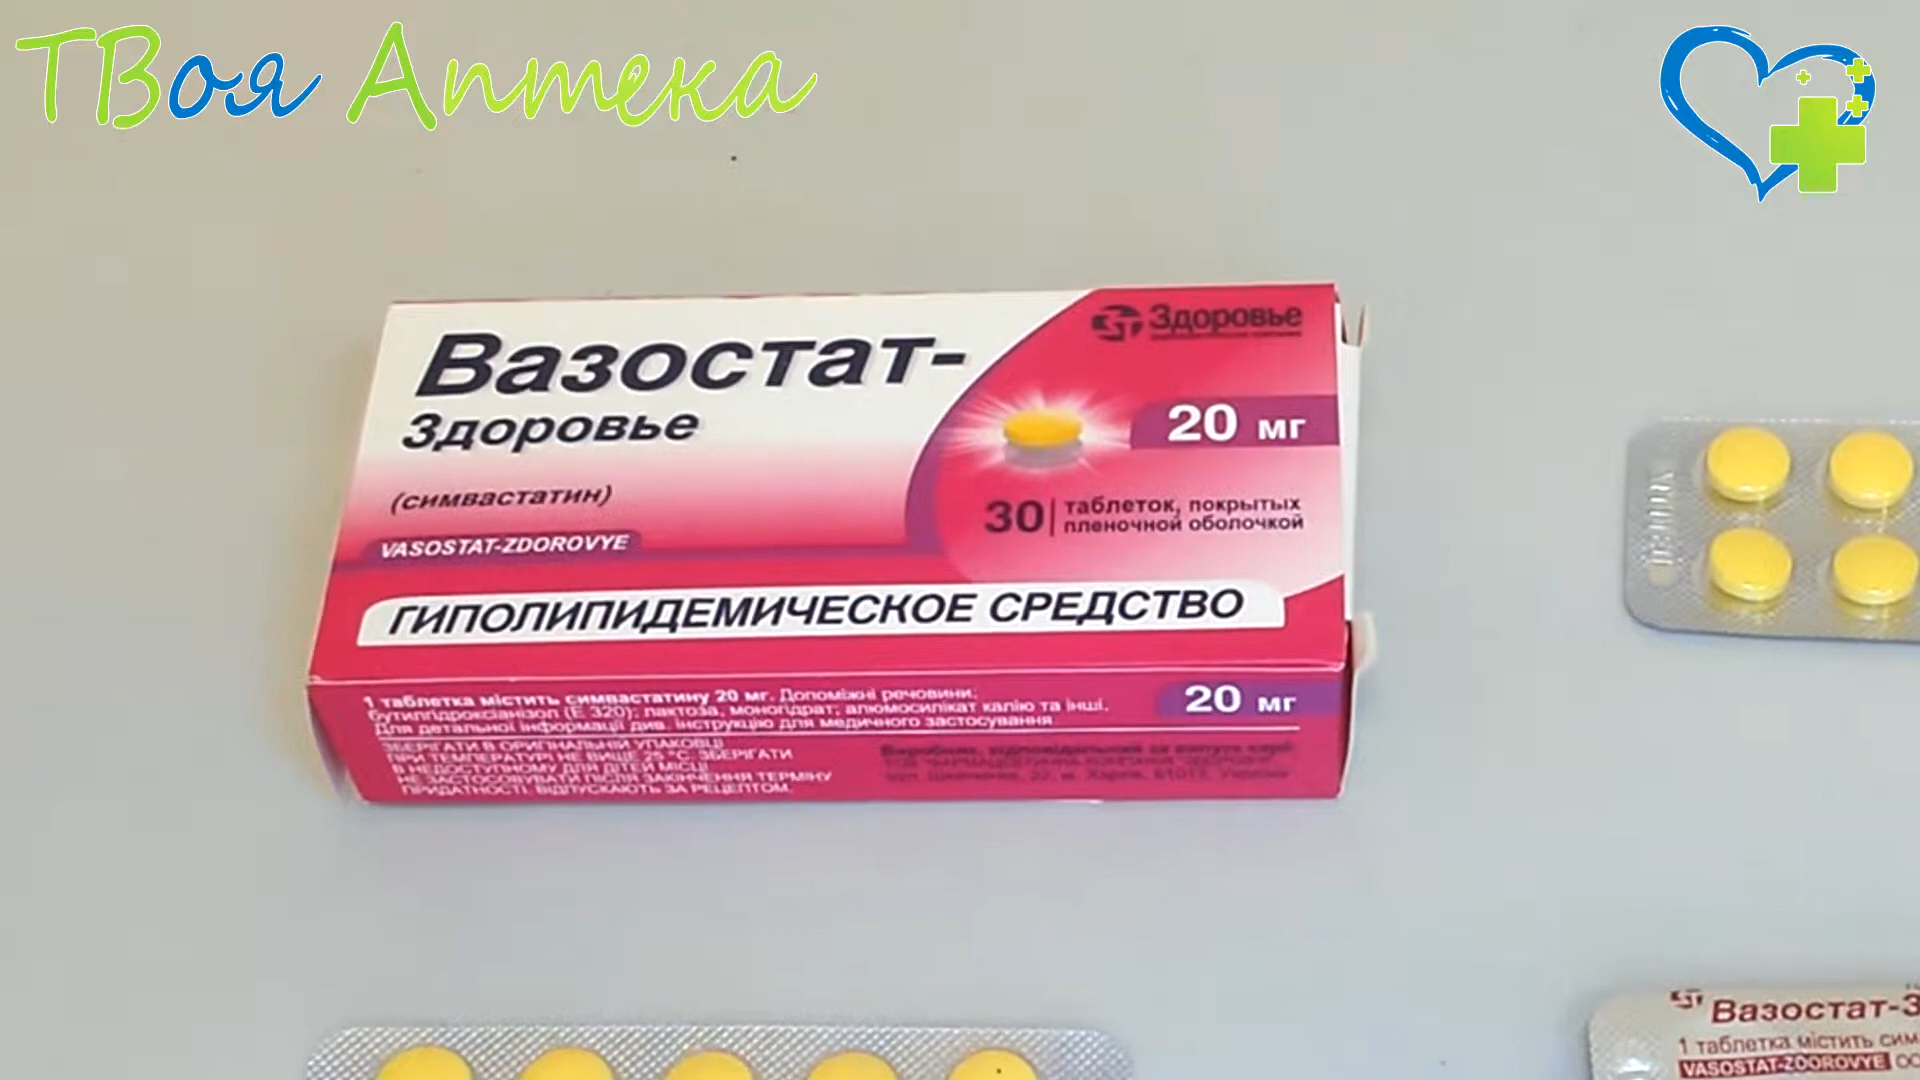 ТВоя Аптека
Вазостат-
Здоровье
(симвастатин)
VASOSTAT-ZDOROVYE
ЗТ Здоровье
20 мг
30 таблеток, покрытых
пленочной оболочкой
ГИПОЛИПИДЕМИЧЕСКОЕ СРЕДСТВО
1 таблетка містить симвастатину 20 мг. Допоміжні речовини:
бутилгідроксіанізол (Е 320); лактоза, моногідрат; алюмосилікат калію та інші.
Для детальної інформації див. інструкцію для медичного застосування
20 мг
ЗБЕРІГАТИ В ОРИГІНАЛЬНІЙ УПАКОВЦІ
ПРИ ТЕМПЕРАТУРІ НЕ ВИЩЕ 25 °С. ЗБЕРІГАТИ
В НЕДОСТУПНОМУ ДЛЯ ДІТЕЙ МІСЦІ
НЕ ЗАСТОСОВУВАТИ ПІСЛЯ ЗАКІНЧЕННЯ ТЕРМІНУ
ПРИДАТНОСТІ. ВІДПУСКАЮТЬ ЗА РЕЦЕПТОМ.
ЗТ Вазостат-З
1 таблетка містить сим
VASOSTAT-ZDOROVYE